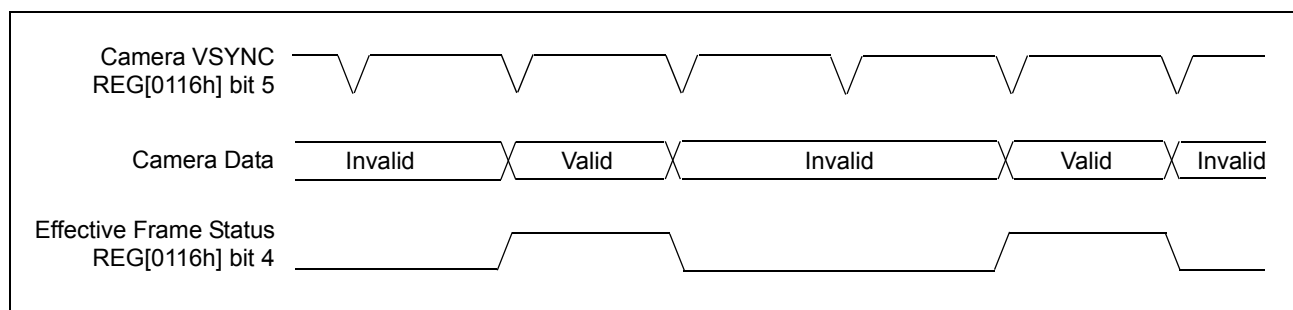 Camera VSYNC
REG[0116h] bit 5
Camera Data
Invalid
Valid
Invalid
Valid
Invalid
Effective Frame Status
REG[0116h] bit 4